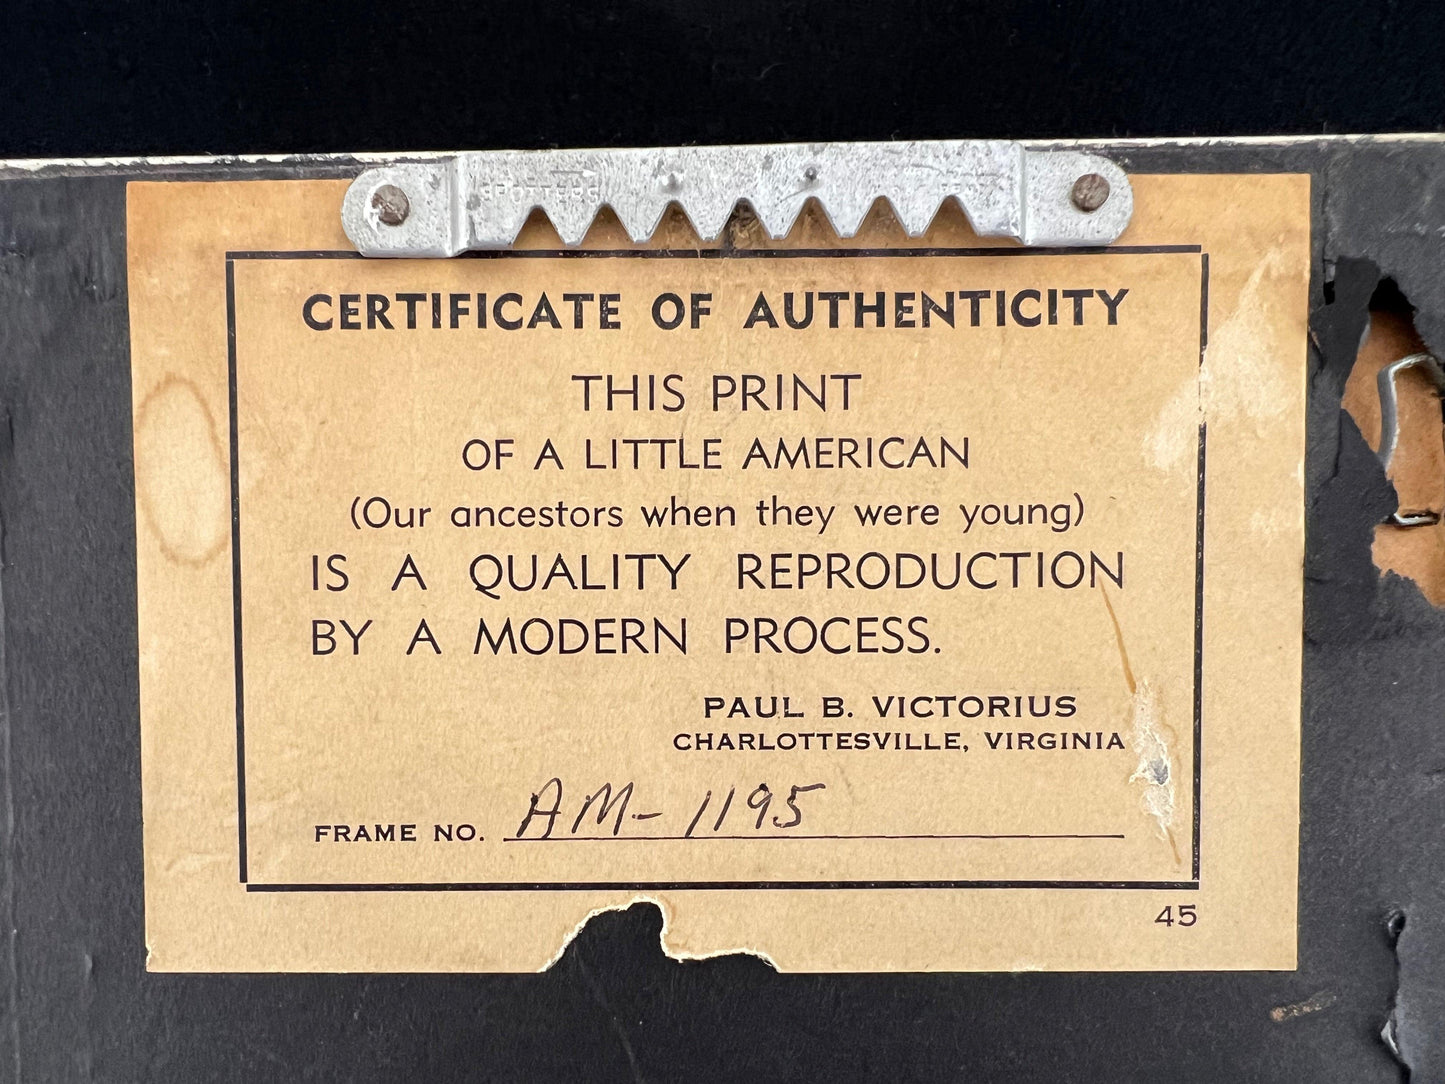 CERTIFICATE OF AUTHENTICITY
THIS PRINT
OF A LITTLE AMERICAN
(Our ancestors when they were young)
IS A QUALITY REPRODUCTION
BY A MODERN PROCESS.
PAUL B. VICTORIUS
CHARLOTTESVILLE, VIRGINIA
FRAME NO. AM-1195
45